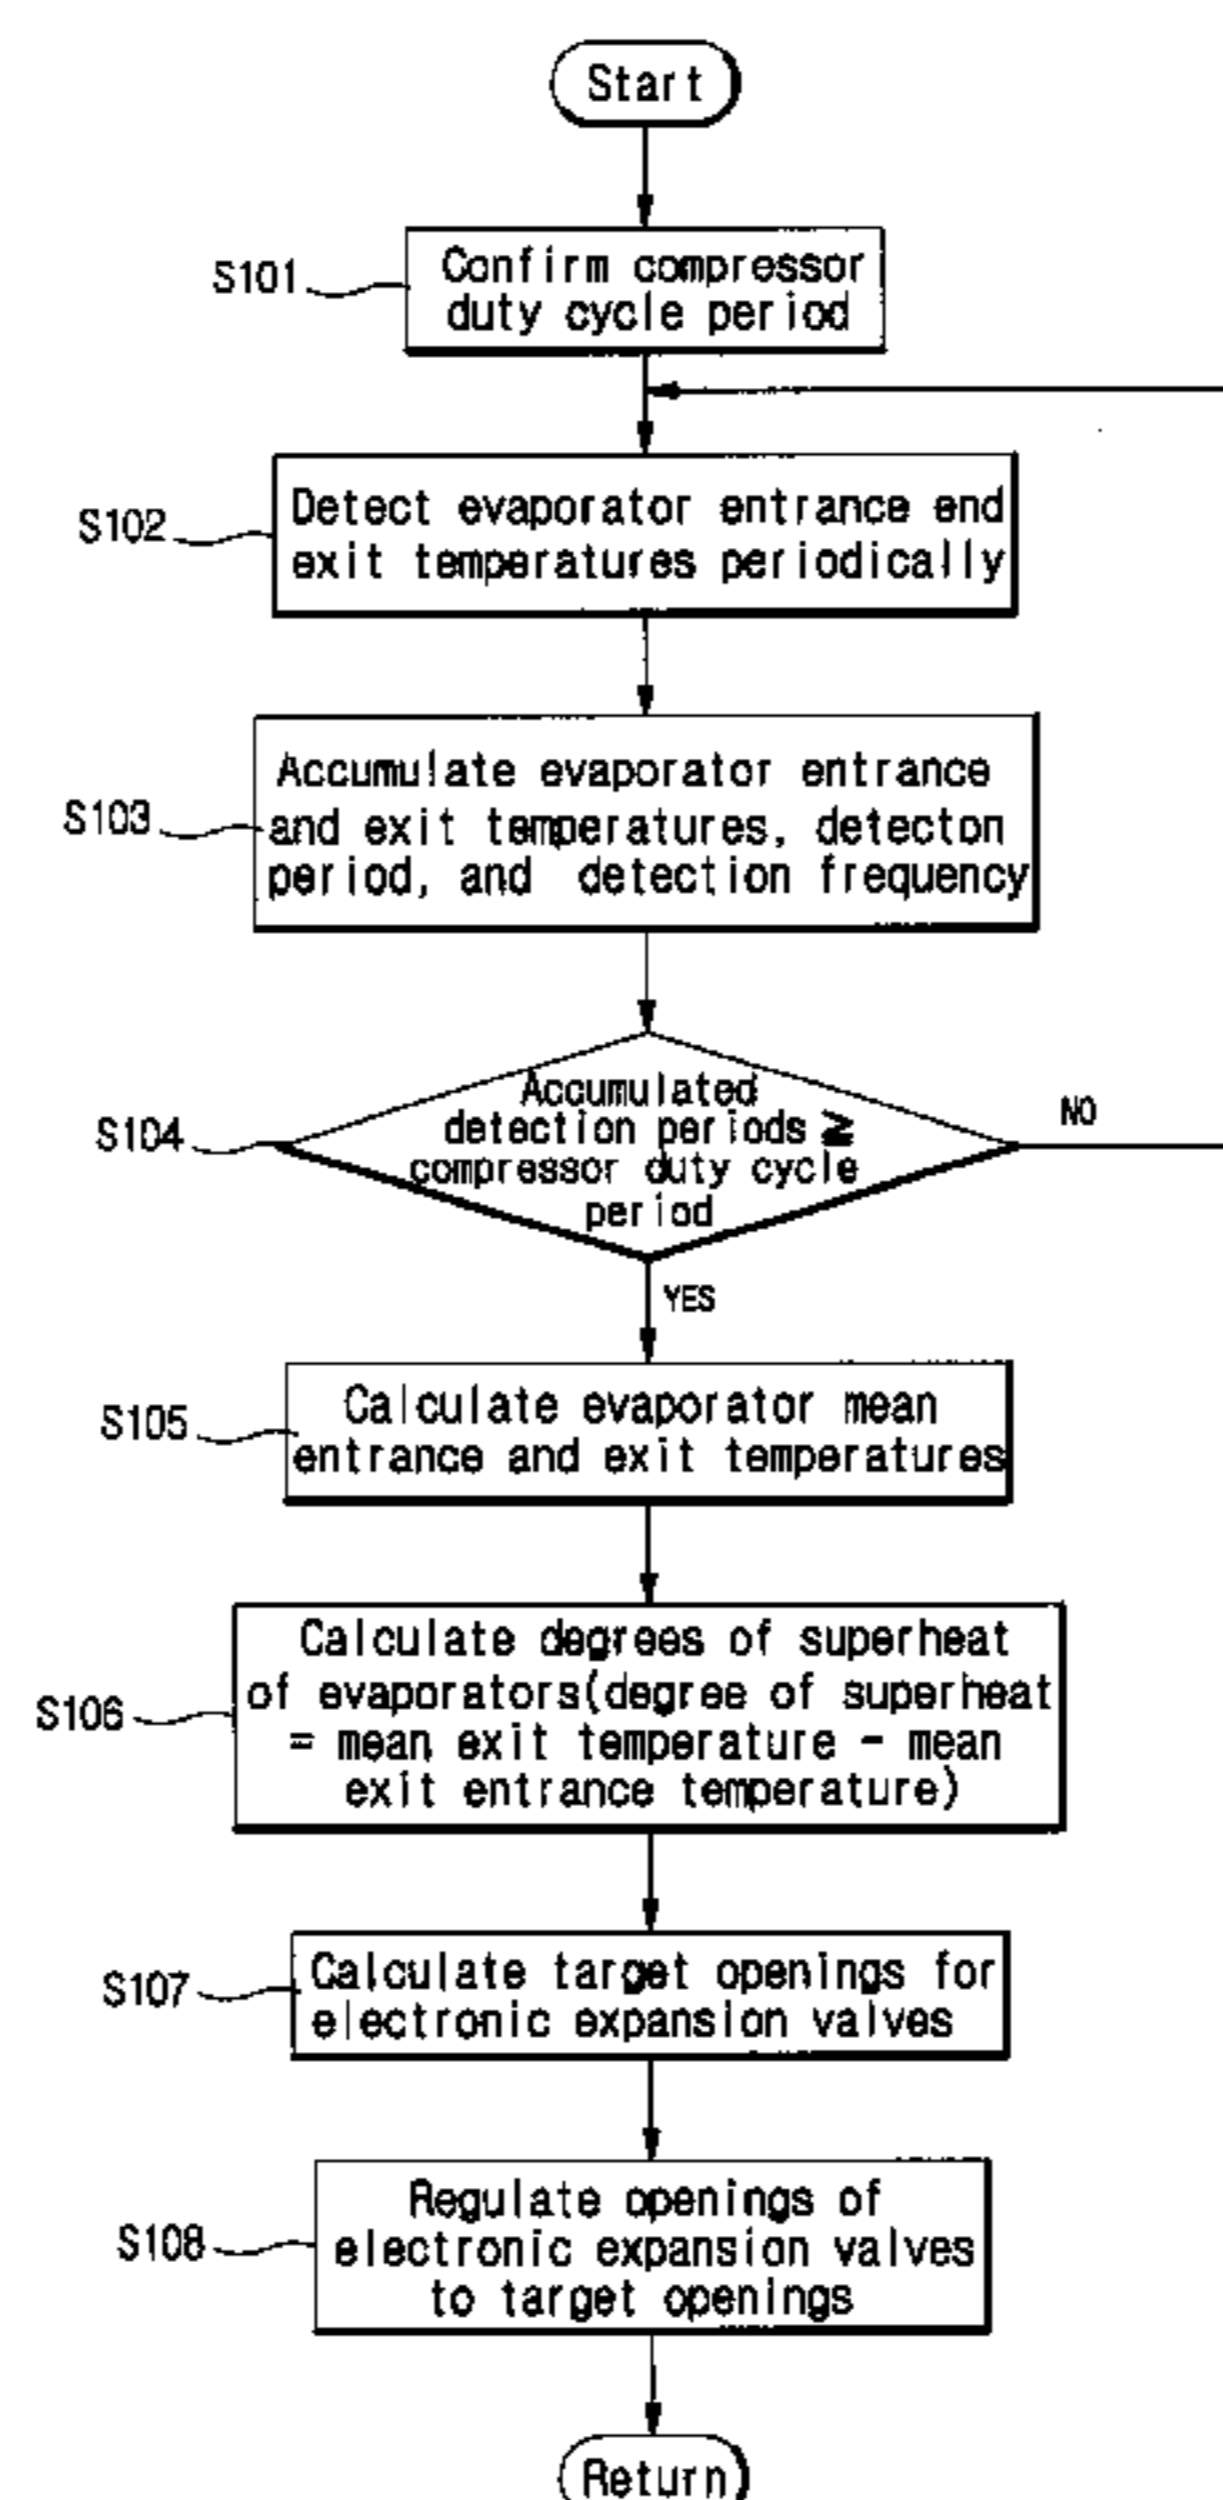 Start
S101
Confirm compressor
duty cycle period
S102
Detect evaporator entrance end
exit temperatures periodically
S103
Accumulate evaporator entrance
and exit temperatures, detecton
period, and detection frequency
S104
Accumulated
detection periods ≧
compressor duty cycle
period
NO
YES
S105
Calculate evaporator mean
entrance and exit temperatures
S106
Calculate degrees of superheat
of evaporators(degree of superheat
= mean exit temperature - mean
exit entrance temperature)
S107
Calculate target openings for
electronic expansion valves
S108
Regulate openings of
electronic expansion valves
to target openings
Return